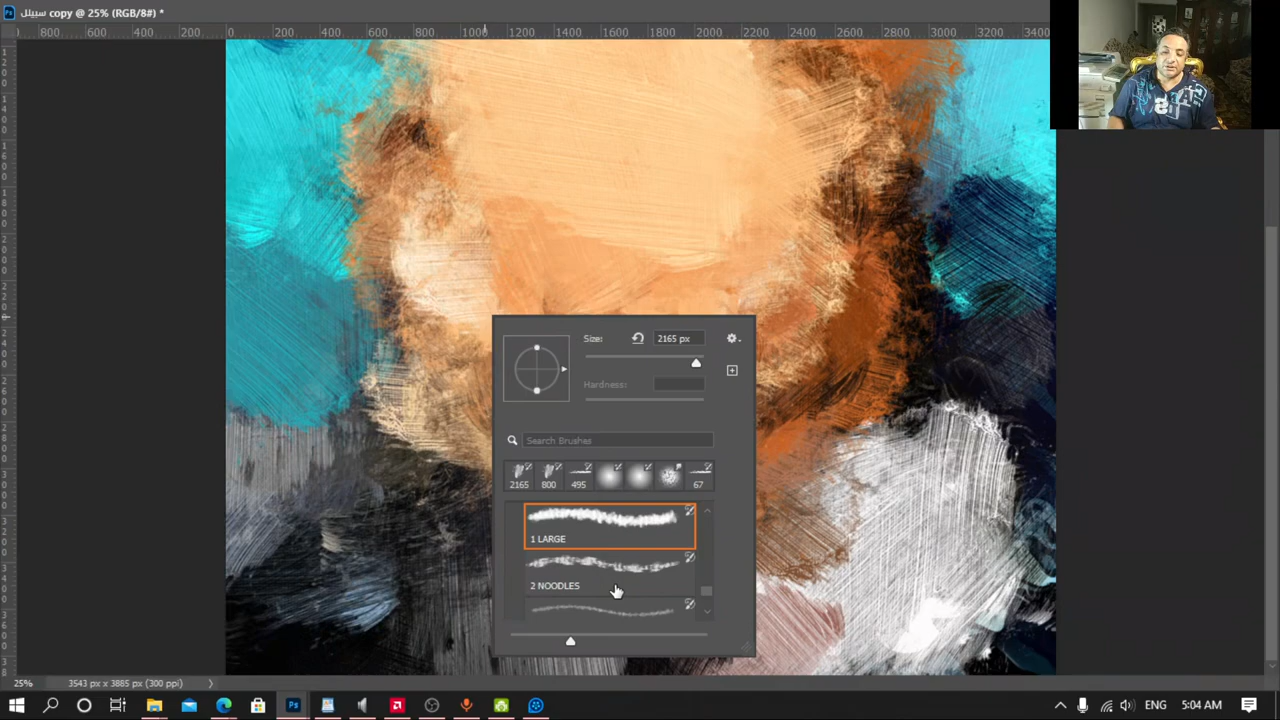 سبيلل copy @ 25% (RGB/8#) *
800 600 400 200 0 200 400 600 800 1000 1200 1400 1600 1800 2000 2200 2400 2600 2800 3000 3200 3400
Size: 2165 px
Hardness:
Search Brushes
2165 800 495 67
1 LARGE
2 NOODLES
25% 3543 px x 3885 px (300 ppi)
ENG 5:04 AM